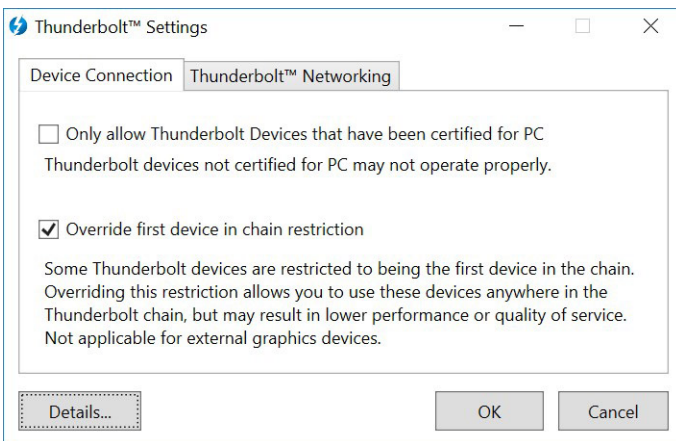 Thunderbolt™ Settings
Device Connection
Thunderbolt™ Networking
Only allow Thunderbolt Devices that have been certified for PC
Thunderbolt devices not certified for PC may not operate properly.
Override first device in chain restriction
Some Thunderbolt devices are restricted to being the first device in the chain.
Overriding this restriction allows you to use these devices anywhere in the
Thunderbolt chain, but may result in lower performance or quality of service.
Not applicable for external graphics devices.
Details...
OK
Cancel